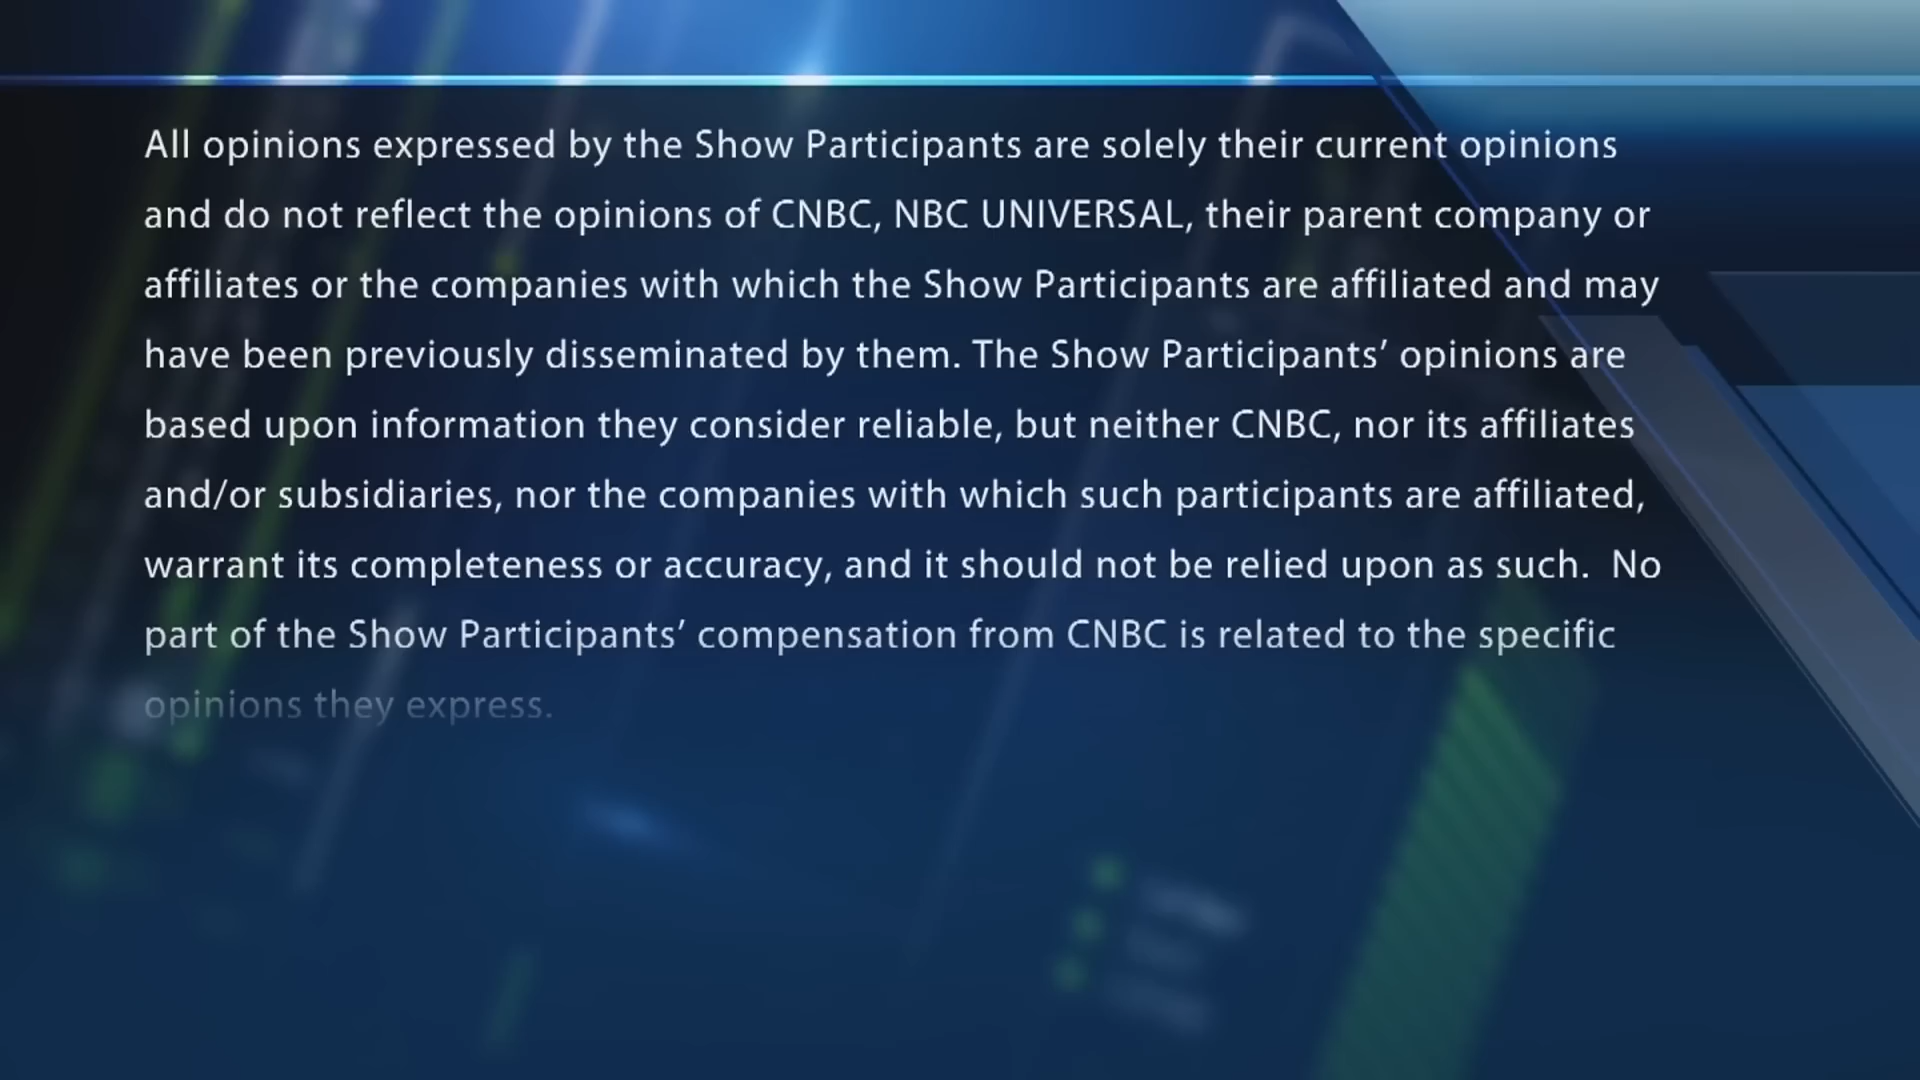 All opinions expressed by the Show Participants are solely their current opinions
and do not reflect the opinions of CNBC, NBC UNIVERSAL, their parent company or
affiliates or the companies with which the Show Participants are affiliated and may
have been previously disseminated by them. The Show Participants’ opinions are
based upon information they consider reliable, but neither CNBC, nor its affiliates
and/or subsidiaries, nor the companies with which such participants are affiliated,
warrant its completeness or accuracy, and it should not be relied upon as such.  No
part of the Show Participants’ compensation from CNBC is related to the specific
opinions they express.